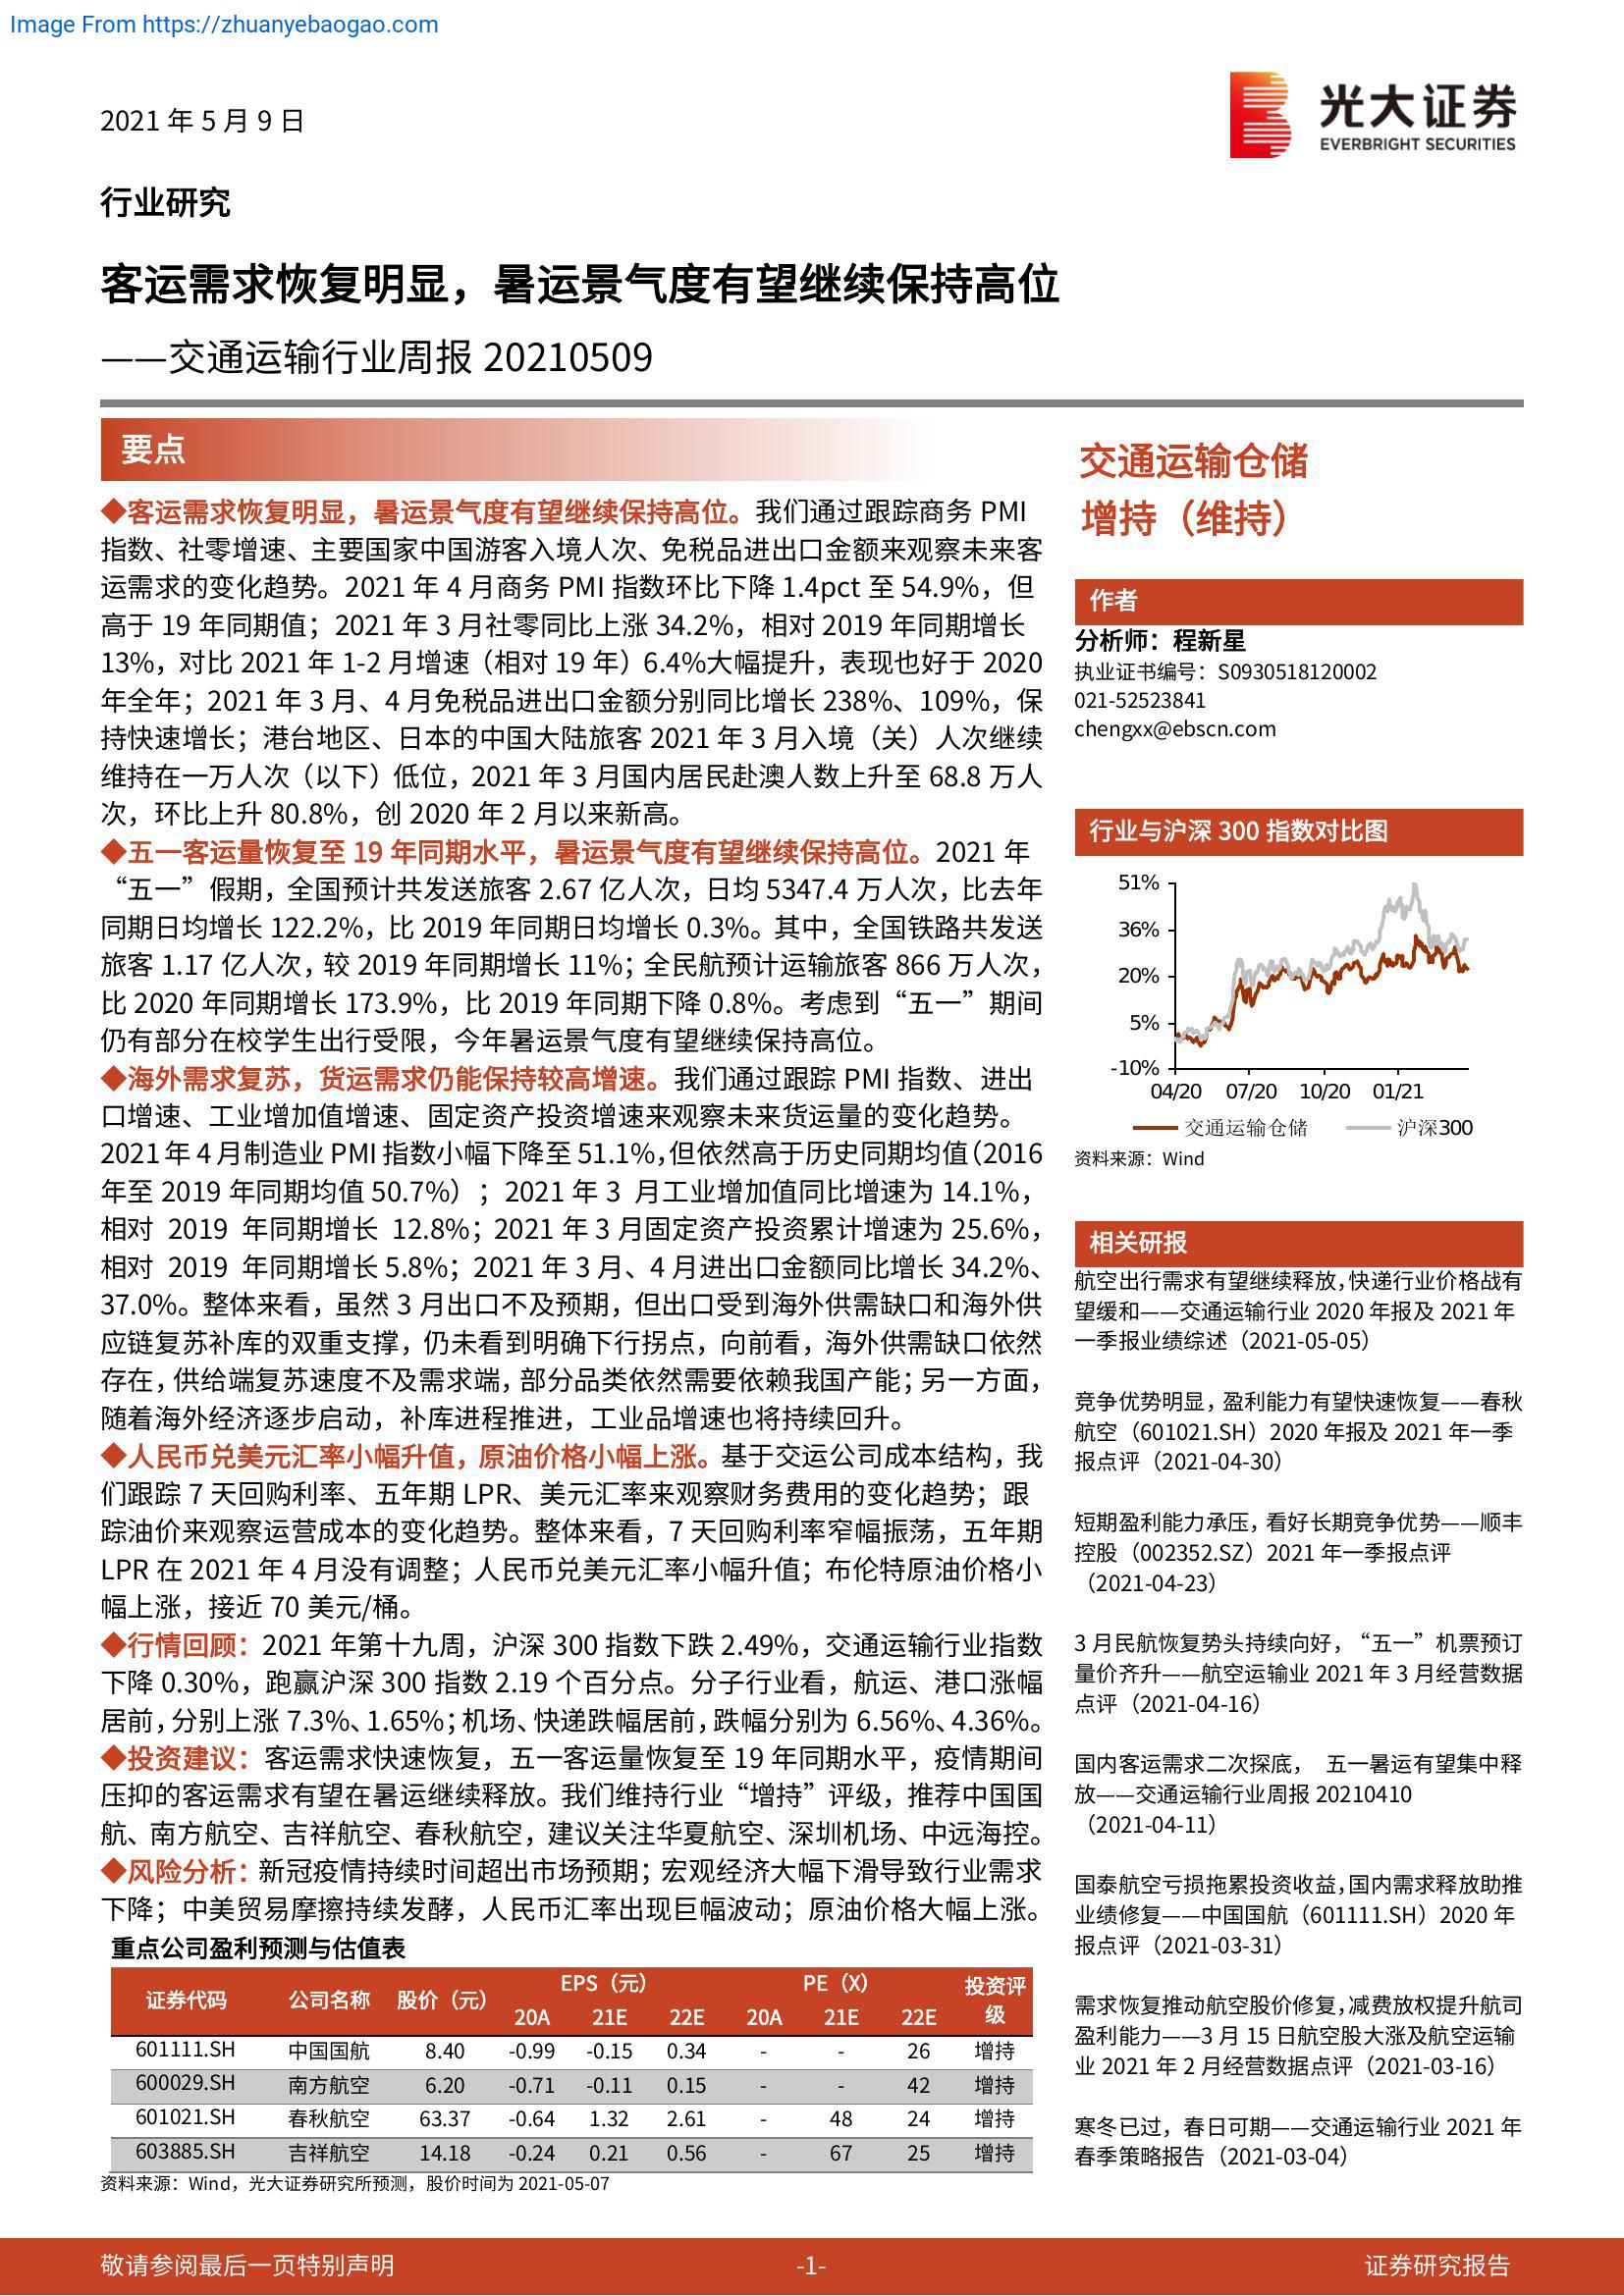 Image From https://zhuanyebaogao.com
2021 年 5 月 9 日
光大证券
EVERBRIGHT SECURITIES
行业研究
客运需求恢复明显，暑运景气度有望继续保持高位
——交通运输行业周报 20210509
要点
◆客运需求恢复明显，暑运景气度有望继续保持高位。我们通过跟踪商务 PMI
指数、社零增速、主要国家中国游客入境人次、免税品进出口金额来观察未来客
运需求的变化趋势。2021 年 4 月商务 PMI 指数环比下降 1.4pct 至 54.9%，但
高于 19 年同期值；2021 年 3 月社零同比上涨 34.2%，相对 2019 年同期增长
13%，对比 2021 年 1-2 月增速（相对 19 年）6.4%大幅提升，表现也好于 2020
年全年；2021 年 3 月、4 月免税品进出口金额分别同比增长 238%、109%，保
持快速增长；港台地区、日本的中国大陆旅客 2021 年 3 月入境（关）人次继续
维持在一万人次（以下）低位，2021 年 3 月国内居民赴澳人数上升至 68.8 万人
次，环比上升 80.8%，创 2020 年 2 月以来新高。
◆五一客运量恢复至 19 年同期水平，暑运景气度有望继续保持高位。2021 年
“五一”假期，全国预计共发送旅客 2.67 亿人次，日均 5347.4 万人次，比去年
同期日均增长 122.2%，比 2019 年同期日均增长 0.3%。其中，全国铁路共发送
旅客 1.17 亿人次，较 2019 年同期增长 11%；全民航预计运输旅客 866 万人次，
比 2020 年同期增长 173.9%，比 2019 年同期下降 0.8%。考虑到“五一”期间
仍有部分在校学生出行受限，今年暑运景气度有望继续保持高位。
◆海外需求复苏，货运需求仍能保持较高增速。我们通过跟踪 PMI 指数、进出
口增速、工业增加值增速、固定资产投资增速来观察未来货运量的变化趋势。
2021 年 4 月制造业 PMI 指数小幅下降至 51.1%，但依然高于历史同期均值（2016
年至 2019 年同期均值 50.7%）；2021 年 3 月工业增加值同比增速为 14.1%，
相对 2019 年同期增长 12.8%；2021 年 3 月固定资产投资累计增速为 25.6%，
相对 2019 年同期增长 5.8%；2021 年 3 月、4 月进出口金额同比增长 34.2%、
37.0%。整体来看，虽然 3 月出口不及预期，但出口受到海外供需缺口和海外供
应链复苏补库的双重支撑，仍未看到明确下行拐点，向前看，海外供需缺口依然
存在，供给端复苏速度不及需求端，部分品类依然需要依赖我国产能；另一方面，
随着海外经济逐步启动，补库进程推进，工业品增速也将持续回升。
◆人民币兑美元汇率小幅升值，原油价格小幅上涨。基于交运公司成本结构，我
们跟踪 7 天回购利率、五年期 LPR、美元汇率来观察财务费用的变化趋势；跟
踪油价来观察运营成本的变化趋势。整体来看，7 天回购利率窄幅振荡，五年期
LPR 在 2021 年 4 月没有调整；人民币兑美元汇率小幅升值；布伦特原油价格小
幅上涨，接近 70 美元/桶。
◆行情回顾：2021 年第十九周，沪深 300 指数下跌 2.49%，交通运输行业指数
下降 0.30%，跑赢沪深 300 指数 2.19 个百分点。分子行业看，航运、港口涨幅
居前，分别上涨 7.3%、1.65%；机场、快递跌幅居前，跌幅分别为 6.56%、4.36%。
◆投资建议：客运需求快速恢复，五一客运量恢复至 19 年同期水平，疫情期间
压抑的客运需求有望在暑运继续释放。我们维持行业“增持”评级，推荐中国国
航、南方航空、吉祥航空、春秋航空，建议关注华夏航空、深圳机场、中远海控。
◆风险分析：新冠疫情持续时间超出市场预期；宏观经济大幅下滑导致行业需求
下降；中美贸易摩擦持续发酵，人民币汇率出现巨幅波动；原油价格大幅上涨。
重点公司盈利预测与估值表
证券代码 公司名称 股价（元） EPS（元） PE（X） 投资评级
20A 21E 22E 20A 21E 22E
601111.SH 中国国航 8.40 -0.99 -0.15 0.34 - - 26 增持
600029.SH 南方航空 6.20 -0.71 -0.11 0.15 - - 42 增持
601021.SH 春秋航空 63.37 -0.64 1.32 2.61 - 48 24 增持
603885.SH 吉祥航空 14.18 -0.24 0.21 0.56 - 67 25 增持
资料来源：Wind，光大证券研究所预测，股价时间为 2021-05-07
交通运输仓储
增持（维持）
作者
分析师：程新星
执业证书编号：S0930518120002
021-52523841
chengxx@ebscn.com
行业与沪深 300 指数对比图
51%
36%
20%
5%
-10%
04/20 07/20 10/20 01/21
交通运输仓储 沪深300
资料来源：Wind
相关研报
航空出行需求有望继续释放，快递行业价格战有
望缓和——交通运输行业 2020 年报及 2021 年
一季报业绩综述（2021-05-05）
竞争优势明显，盈利能力有望快速恢复——春秋
航空（601021.SH）2020 年报及 2021 年一季
报点评（2021-04-30）
短期盈利能力承压，看好长期竞争优势——顺丰
控股（002352.SZ）2021 年一季报点评
（2021-04-23）
3 月民航恢复势头持续向好，“五一”机票预订
量价齐升——航空运输业 2021 年 3 月经营数据
点评（2021-04-16）
国内客运需求二次探底， 五一暑运有望集中释
放——交通运输行业周报 20210410
（2021-04-11）
国泰航空亏损拖累投资收益，国内需求释放助推
业绩修复——中国国航（601111.SH）2020 年
报点评（2021-03-31）
需求恢复推动航空股价修复，减费放权提升航司
盈利能力——3 月 15 日航空股大涨及航空运输
业 2021 年 2 月经营数据点评（2021-03-16）
寒冬已过，春日可期——交通运输行业 2021 年
春季策略报告（2021-03-04）
敬请参阅最后一页特别声明 -1- 证券研究报告